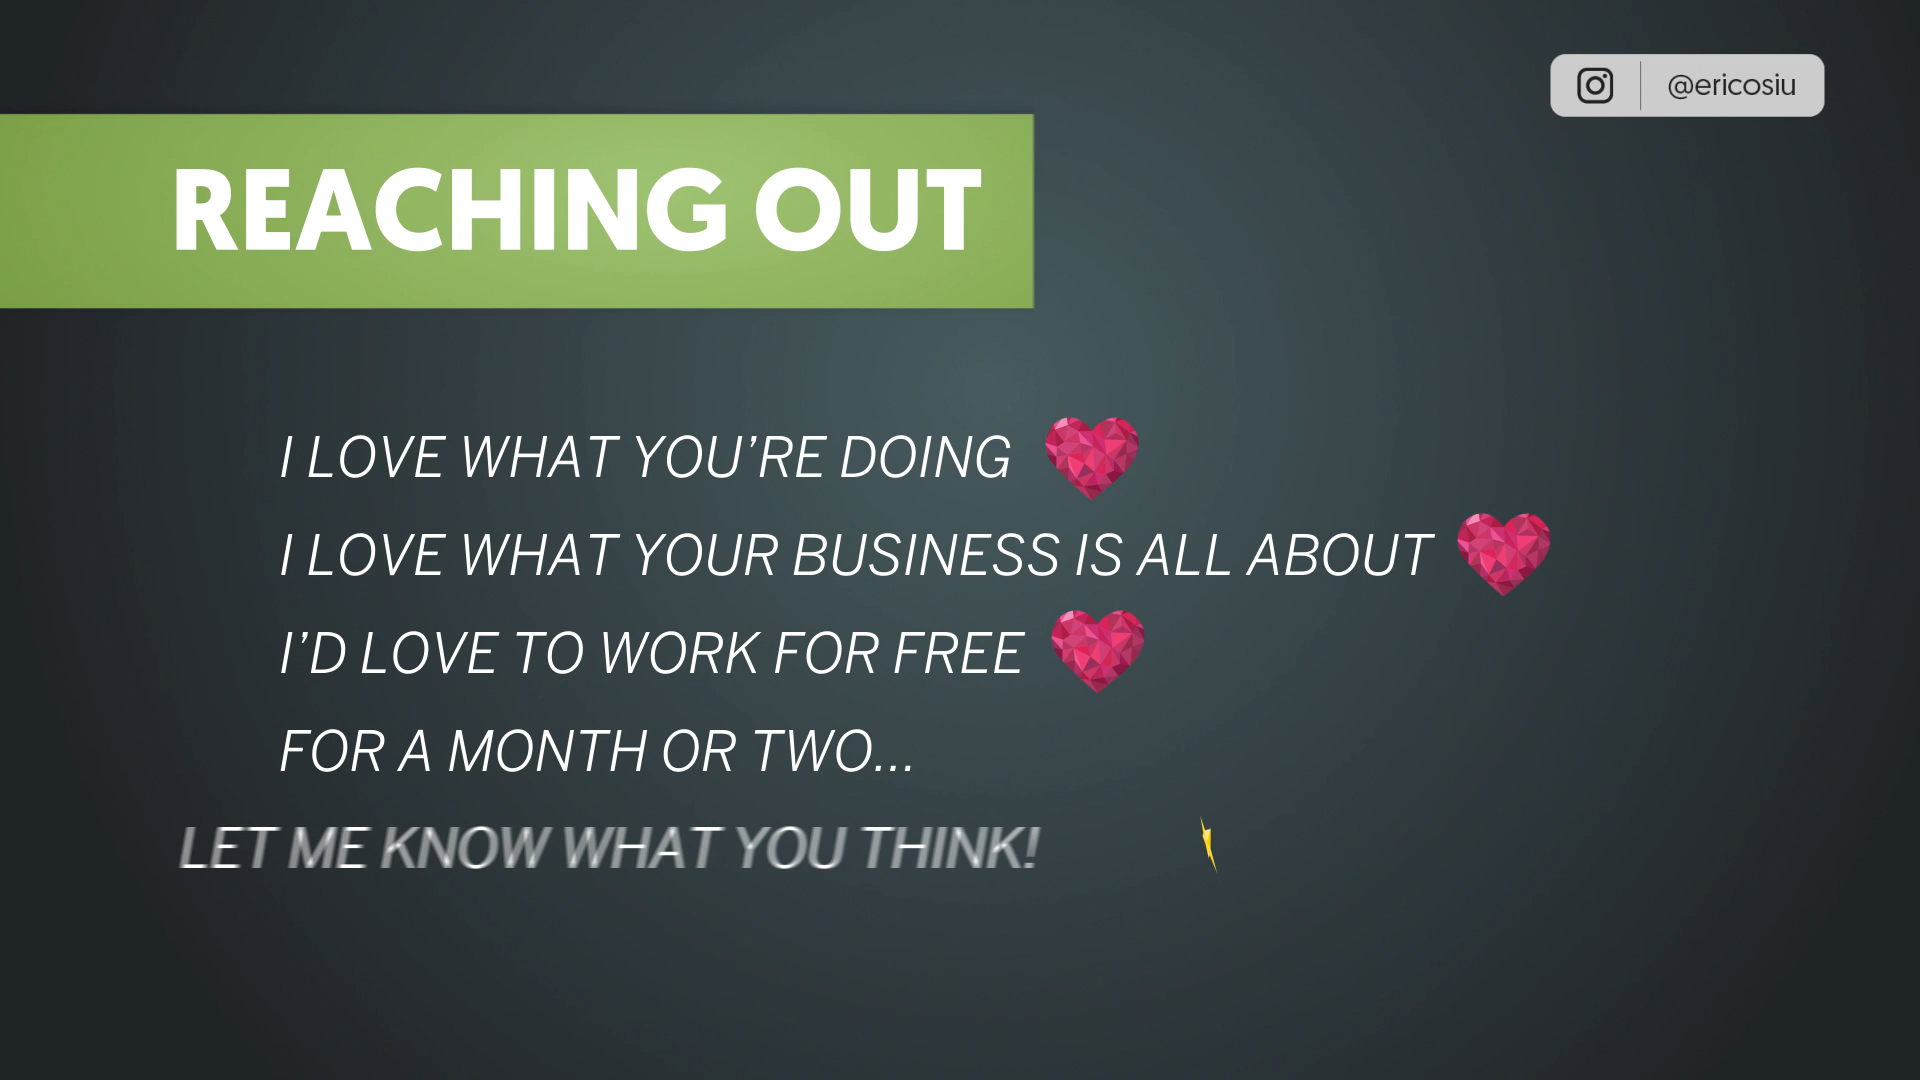 @ericosiu
REACHING OUT
I LOVE WHAT YOU’RE DOING
I LOVE WHAT YOUR BUSINESS IS ALL ABOUT
I’D LOVE TO WORK FOR FREE
FOR A MONTH OR TWO...
LET ME KNOW WHAT YOU THINK!